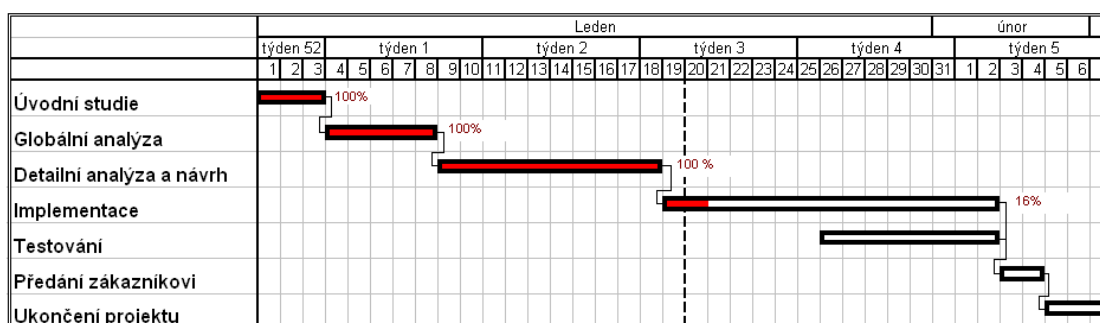 Leden únor
týden 52 týden 1 týden 2 týden 3 týden 4 týden 5
1 2 3 4 5 6 7 8 9 10 11 12 13 14 15 16 17 18 19 20 21 22 23 24 25 26 27 28 29 30 31 1 2 3 4 5 6
Úvodní studie 100%
Globální analýza 100%
Detailní analýza a návrh 100 %
Implementace 16%
Testování
Předání zákazníkovi
Ukončení projektu